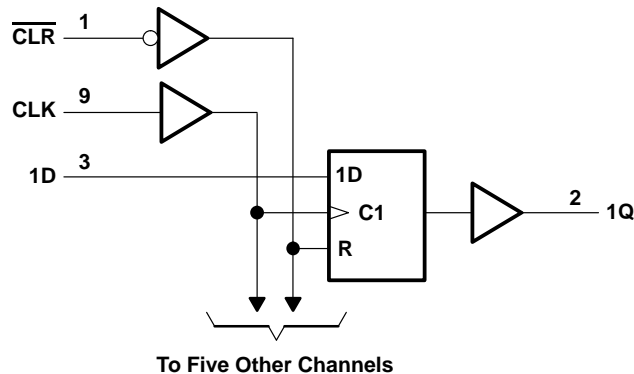 CLR 1
CLK 9
1D 3
1D
C1
R
2 1Q
To Five Other Channels